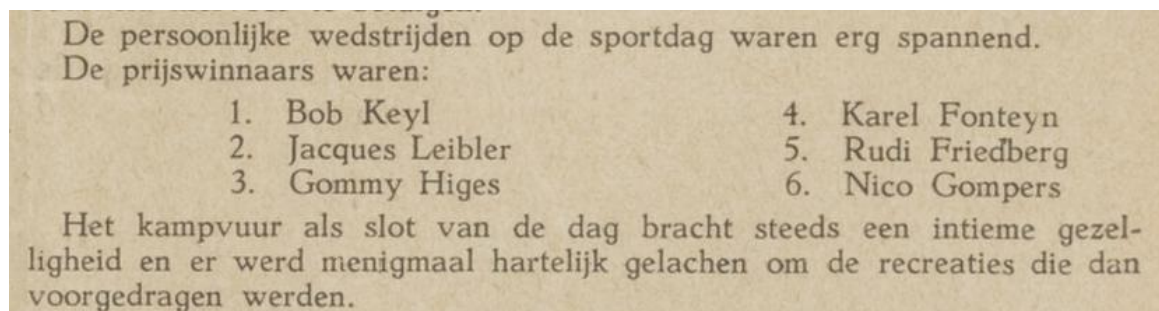 De persoonlijke wedstrijden op de sportdag waren erg spannend.
De prijswinnaars waren:
1. Bob Keyl
2. Jacques Leibler
3. Gommy Higes
4. Karel Fonteyn
5. Rudi Friedberg
6. Nico Gompers
Het kampvuur als slot van de dag bracht steeds een intieme gezel-
ligheid en er werd menigmaal hartelijk gelachen om de recreaties die dan
voorgedragen werden.